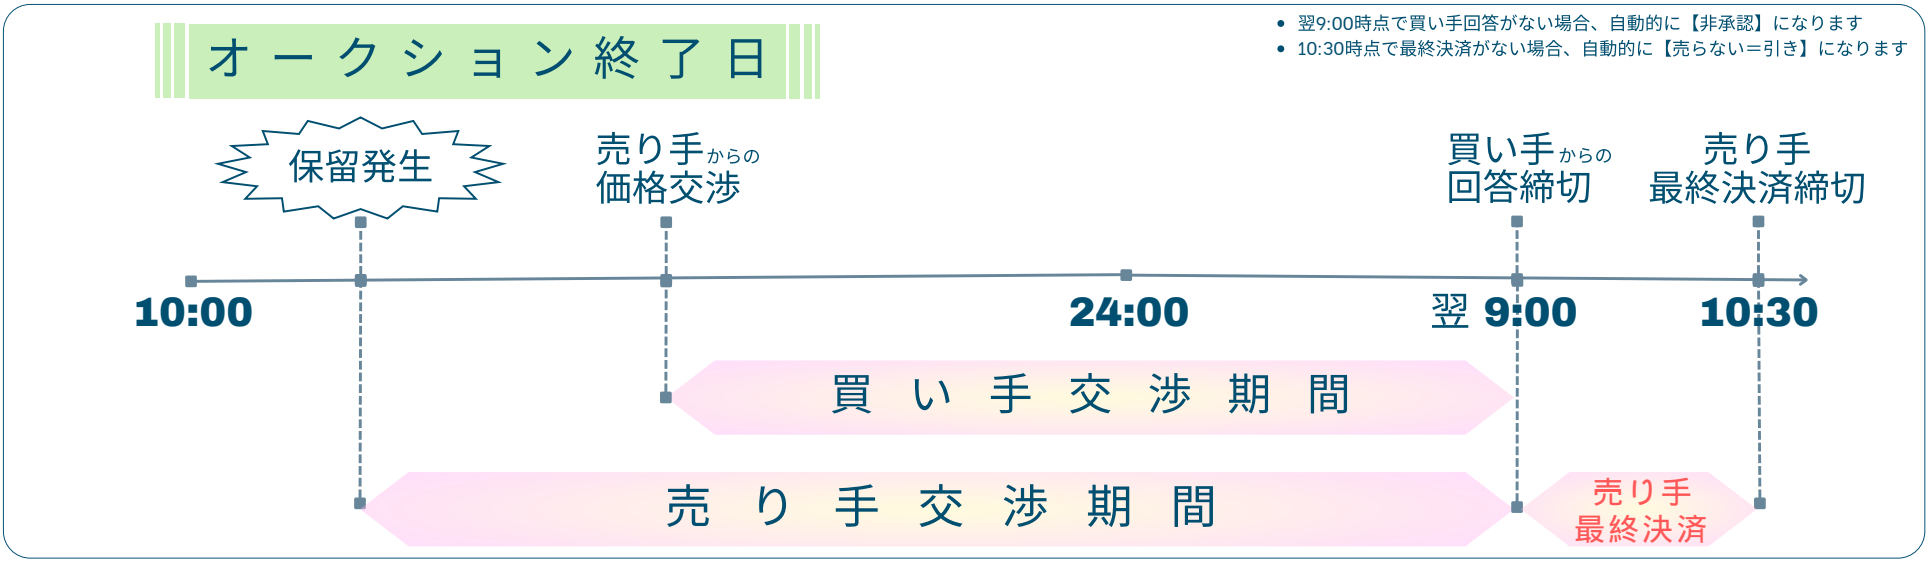 オークション終了日
• 翌9:00時点で買い手回答がない場合、自動的に【非承認】になります
• 10:30時点で最終決済がない場合、自動的に【売らない＝引き】になります
保留発生
売り手からの
価格交渉
買い手からの
回答締切
売り手
最終決済締切
10:00
24:00
翌 9:00
10:30
買い手交渉期間
売り手交渉期間
売り手
最終決済